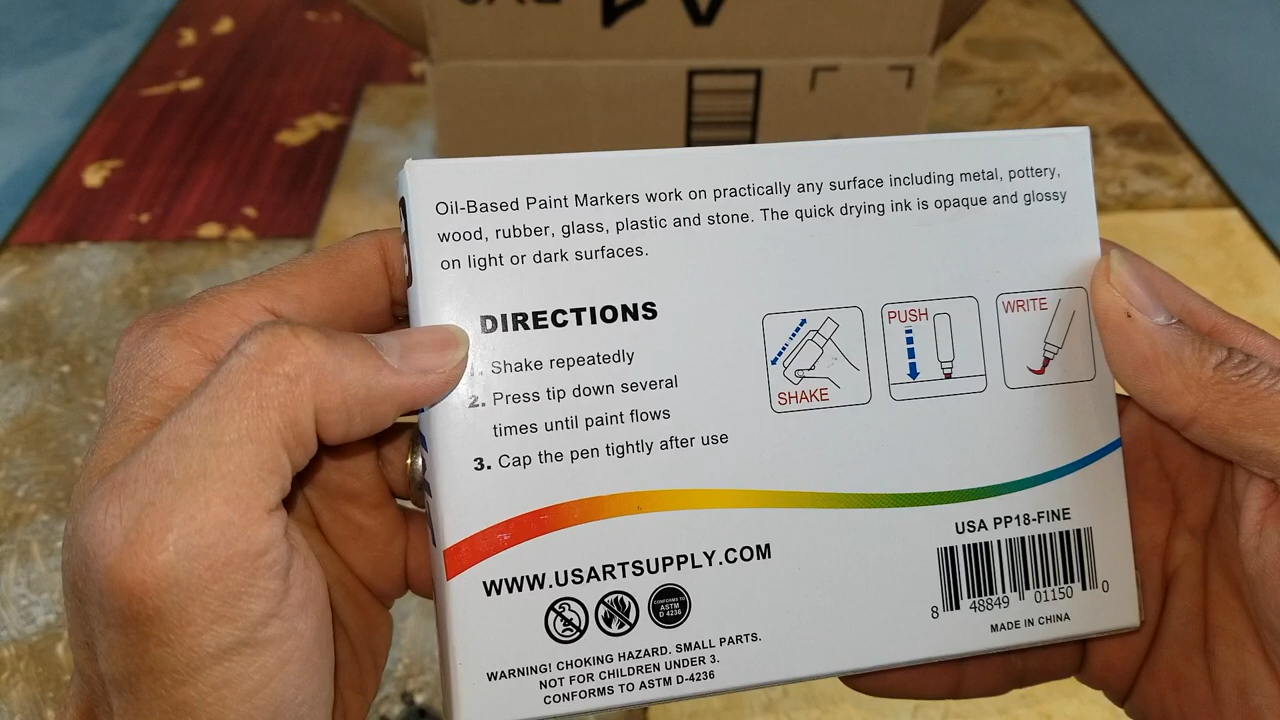 Oil-Based Paint Markers work on practically any surface including metal, pottery,
wood, rubber, glass, plastic and stone. The quick drying ink is opaque and glossy
on light or dark surfaces.
DIRECTIONS
1. Shake repeatedly
2. Press tip down several
times until paint flows
3. Cap the pen tightly after use
SHAKE
PUSH
WRITE
WWW.USARTSUPPLY.COM
CONFORMS TO
ASTM
D 4236
WARNING! CHOKING HAZARD. SMALL PARTS.
NOT FOR CHILDREN UNDER 3.
CONFORMS TO ASTM D-4236
USA PP18-FINE
8 48849 01150 0
MADE IN CHINA